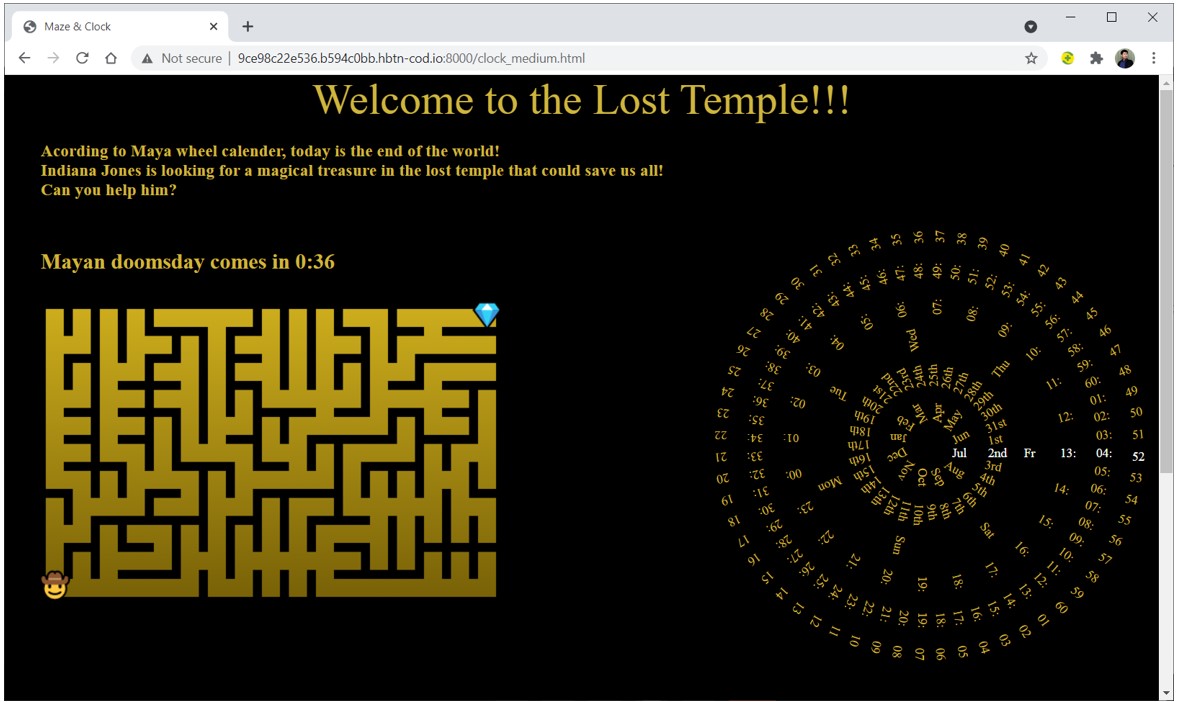 Maze & Clock
Not secure | 9ce98c22e536.b594c0bb.hbtn-cod.io:8000/clock_medium.html
Welcome to the Lost Temple!!!
Acording to Maya wheel calender, today is the end of the world!
Indiana Jones is looking for a magical treasure in the lost temple that could save us all!
Can you help him?
Mayan doomsday comes in 0:36
Jul 2nd Fr 13: 04: 52
Jan Feb Mar Apr May Jun Jul Aug Sep Oct Nov Dec
1st 2nd 3rd 4th 5th 6th 7th 8th 9th 10th 11th 12th 13th 14th 15th 16th 17th 18th 19th 20th 21st 22nd 23rd 24th 25th 26th 27th 28th 29th 30th 31st
Sat Sun Mon Tue Wed Thu
00: 01: 02: 03: 04: 05: 06: 07: 08: 09: 10: 11: 12: 13: 14: 15: 16: 17: 18: 19: 20: 21: 22: 23:
01: 02: 03: 04: 05: 06: 07: 08: 09: 10: 11: 12: 13: 14: 15: 16: 17: 18: 19: 20: 21: 22: 23: 24: 25: 26: 27: 28: 29: 30: 31: 32: 33: 34: 35: 36: 37: 38: 39: 40: 42: 43: 44: 45: 46: 47: 48: 49: 50: 51: 52: 53: 54: 55: 56: 57: 58: 59: 60:
01 02 03 04 05 06 07 08 09 10 11 12 13 14 15 16 17 18 19 20 21 22 23 24 25 26 27 28 29 30 31 32 33 34 35 36 37 38 39 40 41 42 43 44 45 46 47 48 49 50 51 52 53 54 55 56 57 58 59 60